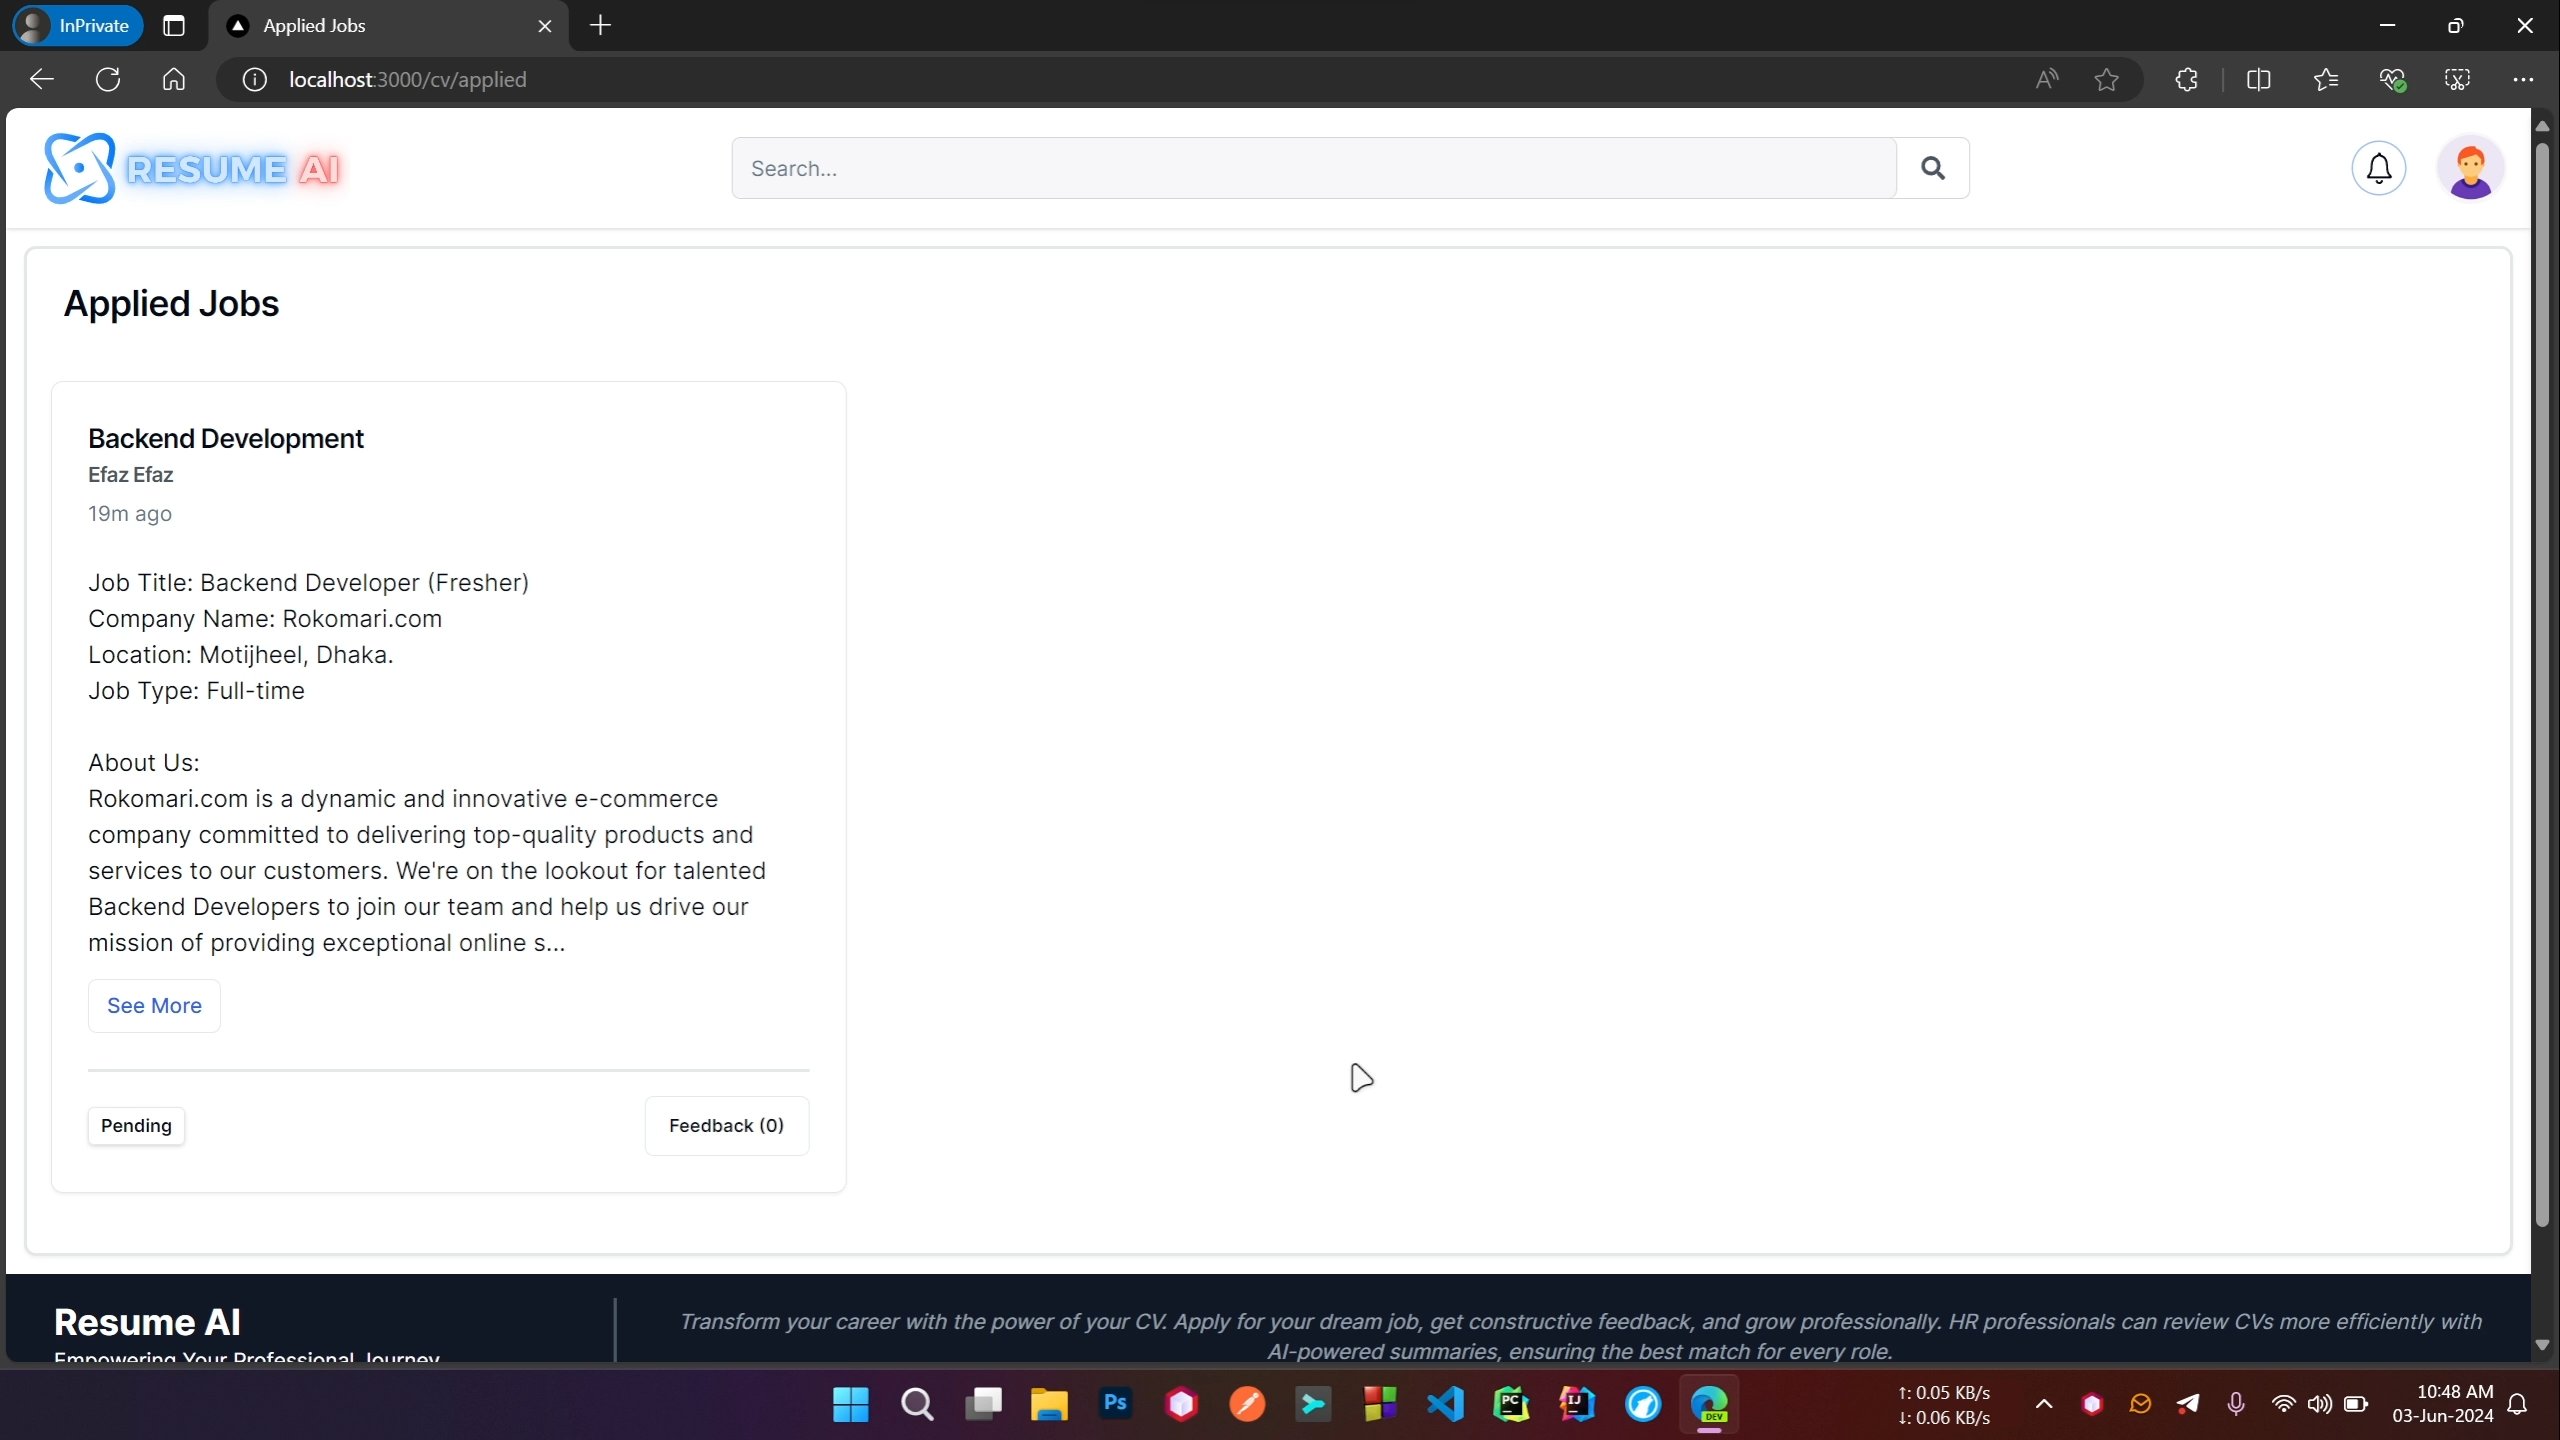 InPrivate
Applied Jobs
localhost:3000/cv/applied
RESUME AI
Search...
Applied Jobs
Backend Development
Efaz Efaz
19m ago
Job Title: Backend Developer (Fresher)
Company Name: Rokomari.com
Location: Motijheel, Dhaka.
Job Type: Full-time
About Us:
Rokomari.com is a dynamic and innovative e-commerce
company committed to delivering top-quality products and
services to our customers. We're on the lookout for talented
Backend Developers to join our team and help us drive our
mission of providing exceptional online s...
See More
Pending
Feedback (0)
Resume AI
Empowering Your Professional Journey
Transform your career with the power of your CV. Apply for your dream job, get constructive feedback, and grow professionally. HR professionals can review CVs more efficiently with
AI-powered summaries, ensuring the best match for every role.
Ps
PC
IJ
DEV
↑: 0.05 KB/s
↓: 0.06 KB/s
10:48 AM
03-Jun-2024